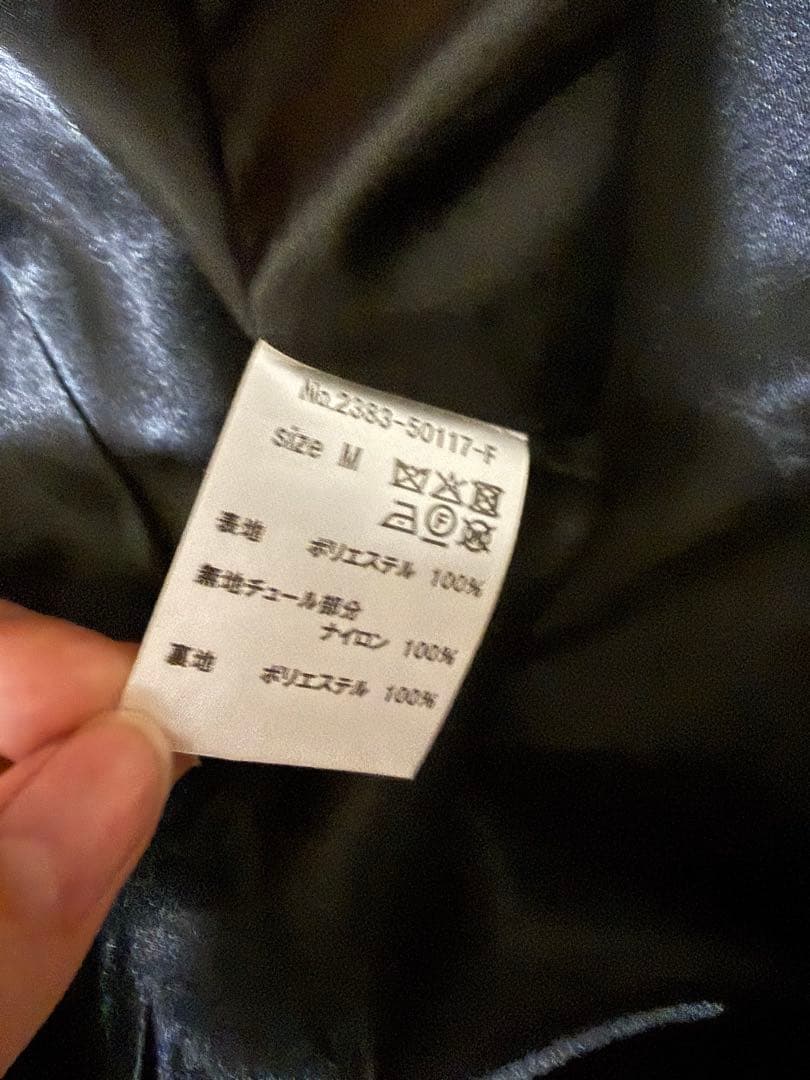 No.2383-50117-F
size M
F
表地 ポリエステル 100%
無地チュール部分
ナイロン 100%
裏地 ポリエステル 100%